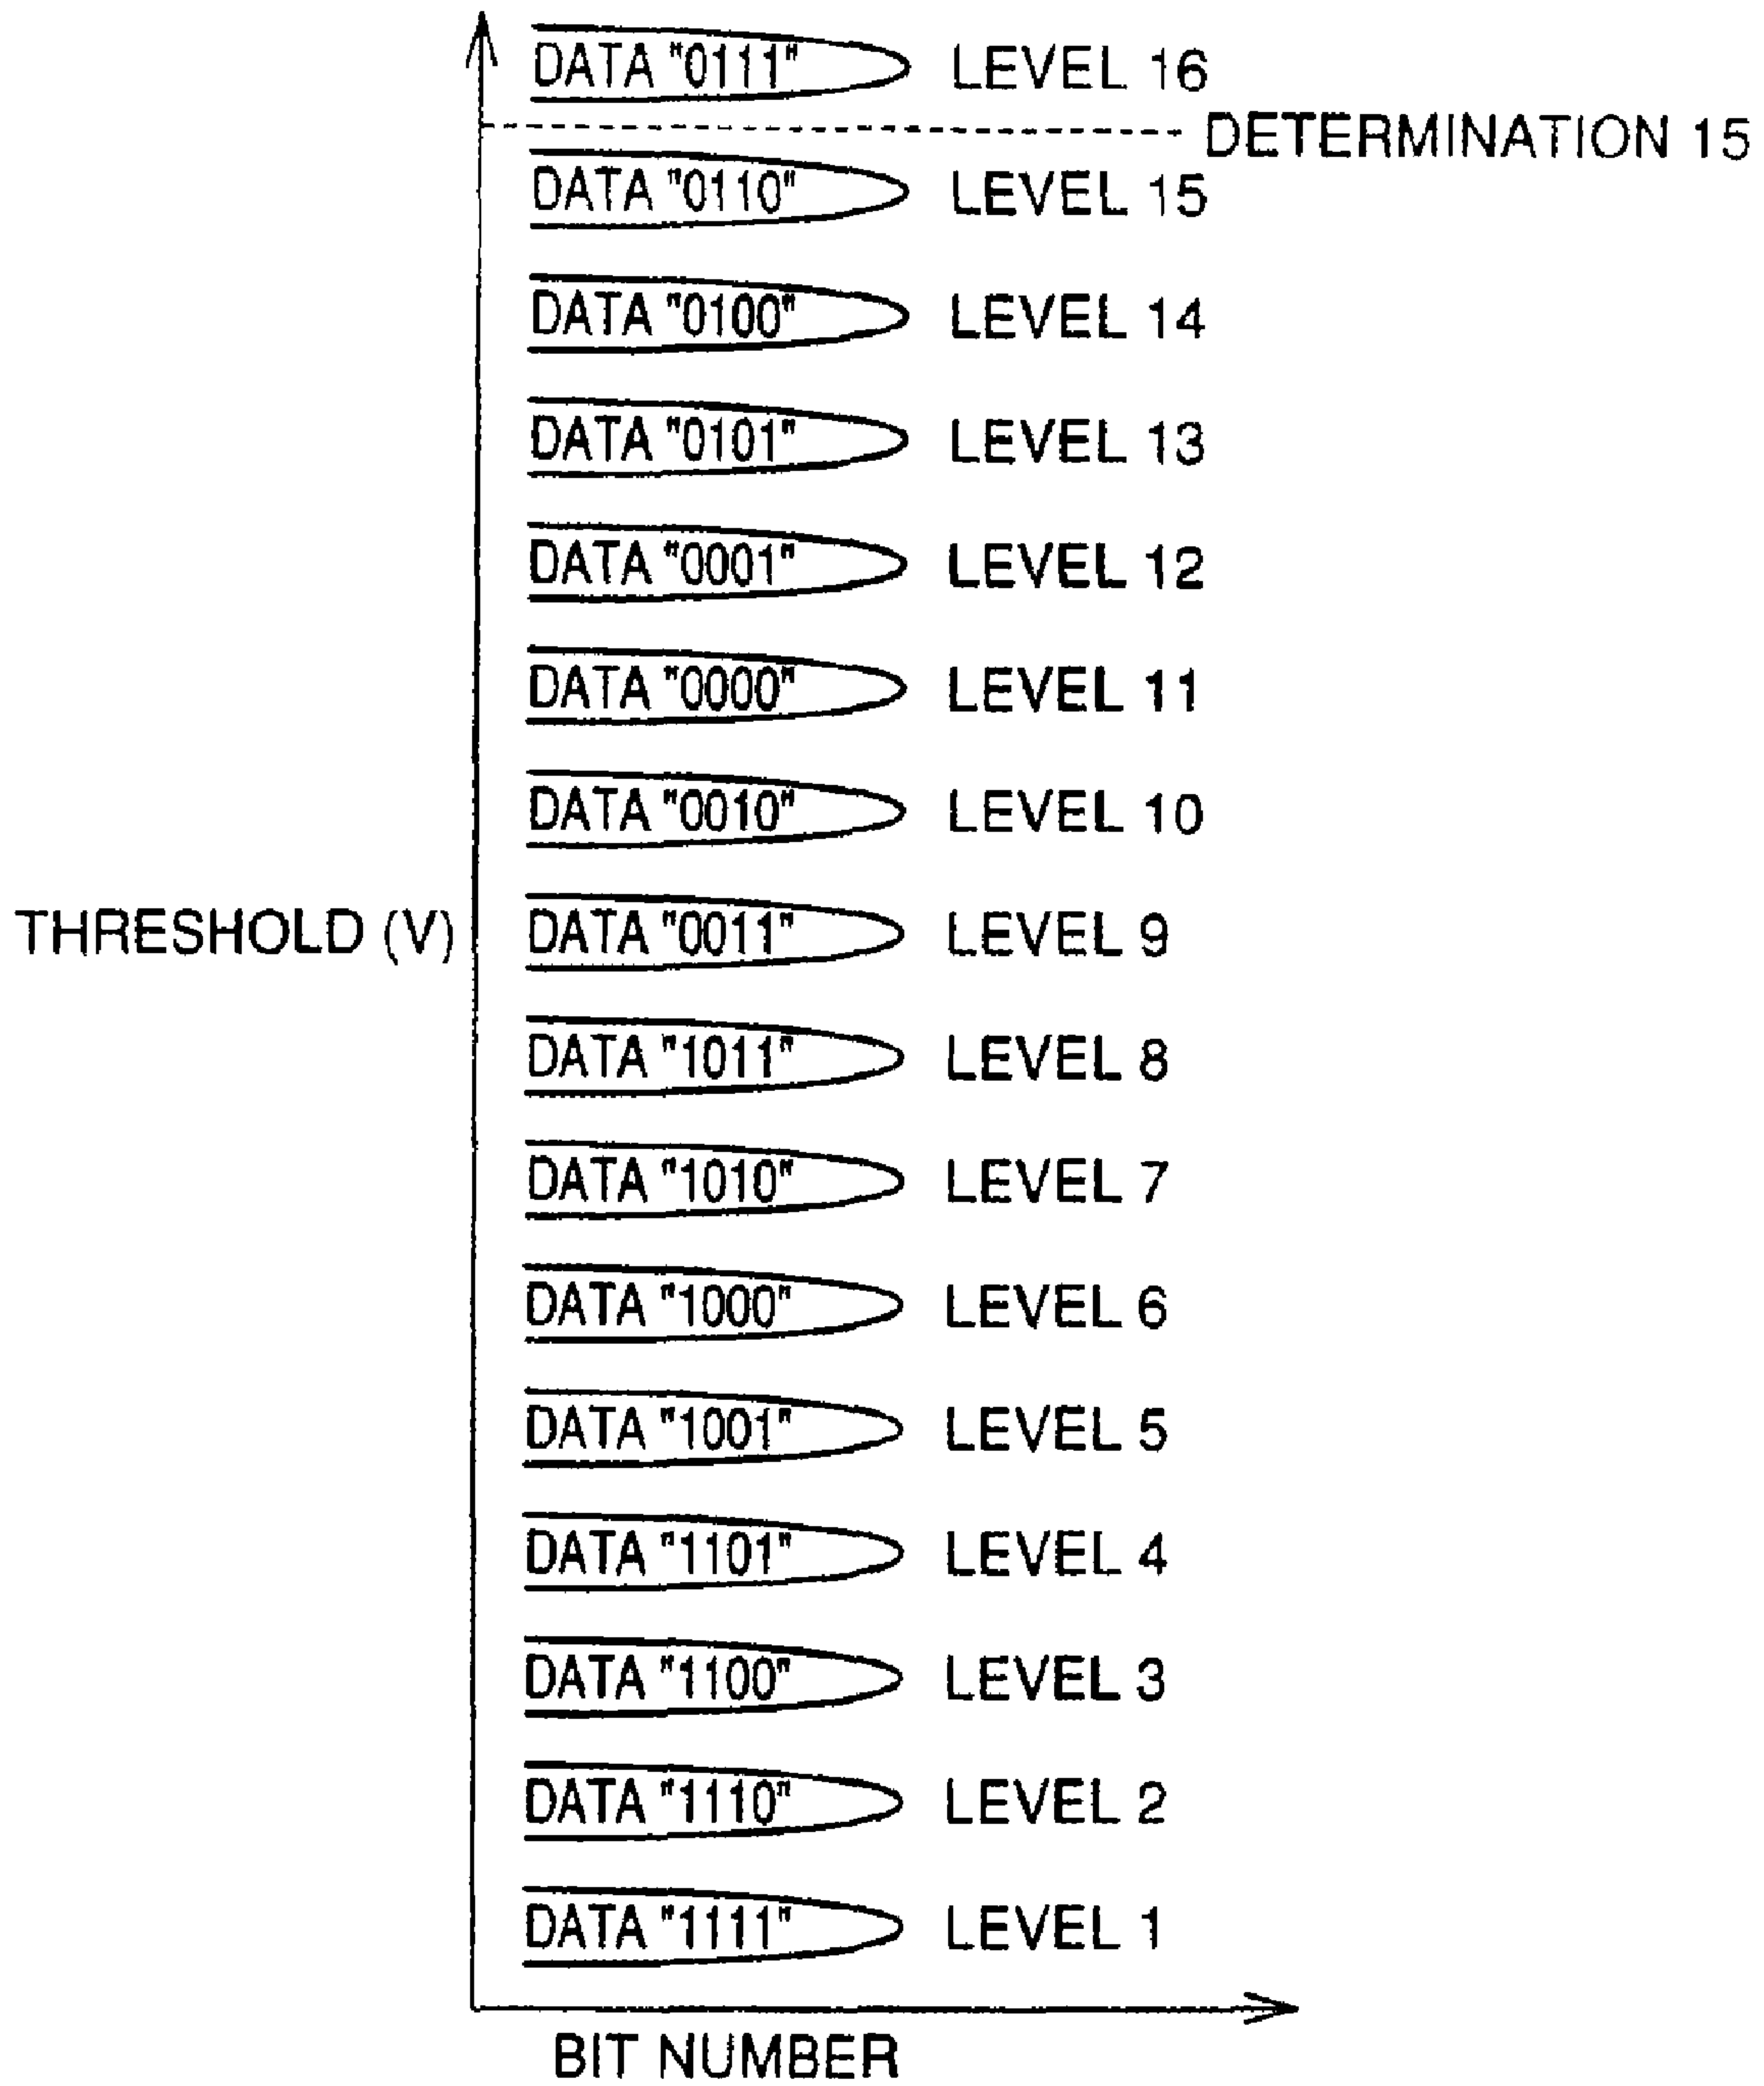 DATA "0111" LEVEL 16
DETERMINATION 15
DATA "0110" LEVEL 15
DATA "0100" LEVEL 14
DATA "0101" LEVEL 13
DATA "0001" LEVEL 12
DATA "0000" LEVEL 11
DATA "0010" LEVEL 10
THRESHOLD (V) DATA "0011" LEVEL 9
DATA "1011" LEVEL 8
DATA "1010" LEVEL 7
DATA "1000" LEVEL 6
DATA "1001" LEVEL 5
DATA "1101" LEVEL 4
DATA "1100" LEVEL 3
DATA "1110" LEVEL 2
DATA "1111" LEVEL 1
BIT NUMBER